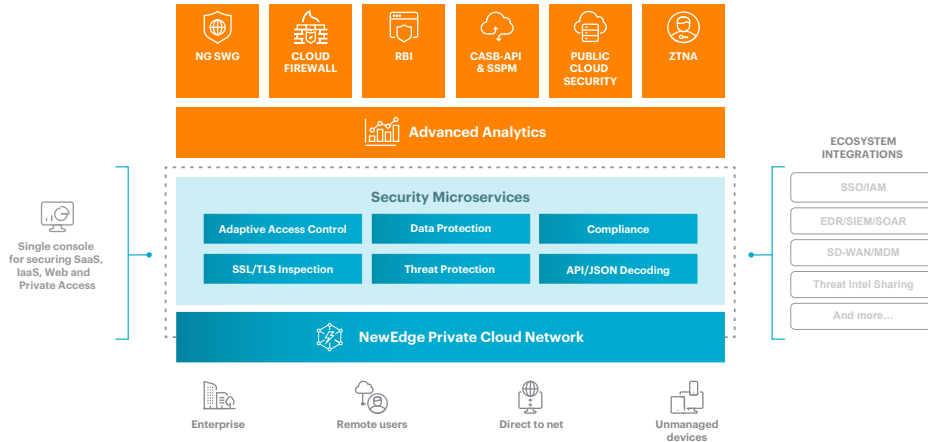 NG SWG
CLOUD
FIREWALL
RBI
CASB-API
& SSPM
PUBLIC
CLOUD
SECURITY
ZTNA
Advanced Analytics
Single console
for securing SaaS,
IaaS, Web and
Private Access
Security Microservices
Adaptive Access Control
Data Protection
Compliance
SSL/TLS Inspection
Threat Protection
API/JSON Decoding
NewEdge Private Cloud Network
ECOSYSTEM
INTEGRATIONS
SSO/IAM
EDR/SIEM/SOAR
SD-WAN/MDM
Threat Intel Sharing
And more...
Enterprise
Remote users
Direct to net
Unmanaged
devices